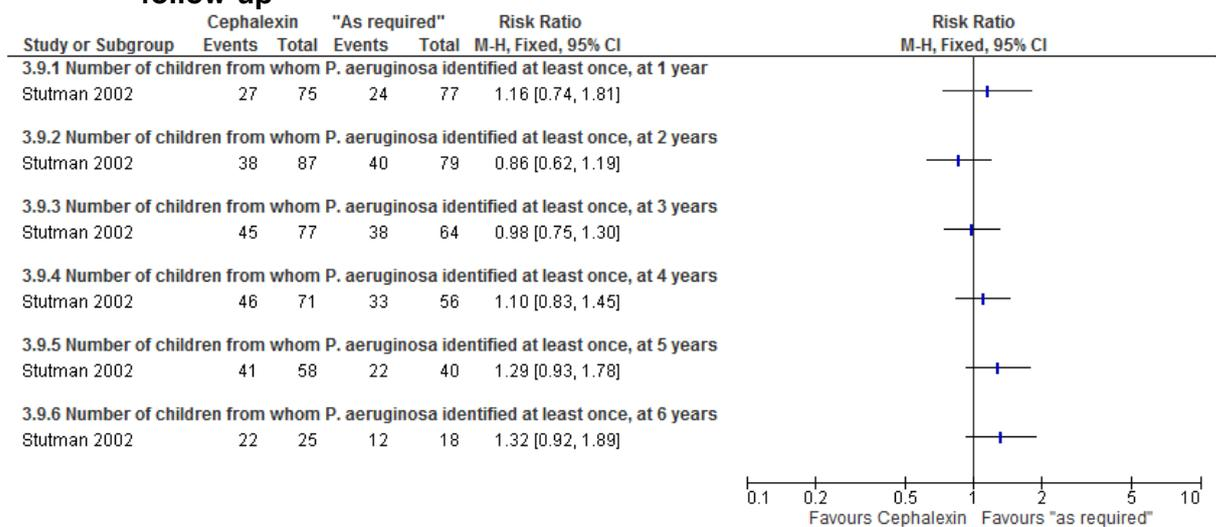 follow-up
Cephalexin "As required" Risk Ratio Risk Ratio
Study or Subgroup Events Total Events Total M-H, Fixed, 95% CI M-H, Fixed, 95% CI
3.9.1 Number of children from whom P. aeruginosa identified at least once, at 1 year
Stutman 2002 27 75 24 77 1.16 [0.74, 1.81]
3.9.2 Number of children from whom P. aeruginosa identified at least once, at 2 years
Stutman 2002 38 87 40 79 0.86 [0.62, 1.19]
3.9.3 Number of children from whom P. aeruginosa identified at least once, at 3 years
Stutman 2002 45 77 38 64 0.98 [0.75, 1.30]
3.9.4 Number of children from whom P. aeruginosa identified at least once, at 4 years
Stutman 2002 46 71 33 56 1.10 [0.83, 1.45]
3.9.5 Number of children from whom P. aeruginosa identified at least once, at 5 years
Stutman 2002 41 58 22 40 1.29 [0.93, 1.78]
3.9.6 Number of children from whom P. aeruginosa identified at least once, at 6 years
Stutman 2002 22 25 12 18 1.32 [0.92, 1.89]
0.1 0.2 0.5 1 2 5 10
Favours Cephalexin Favours "as required"